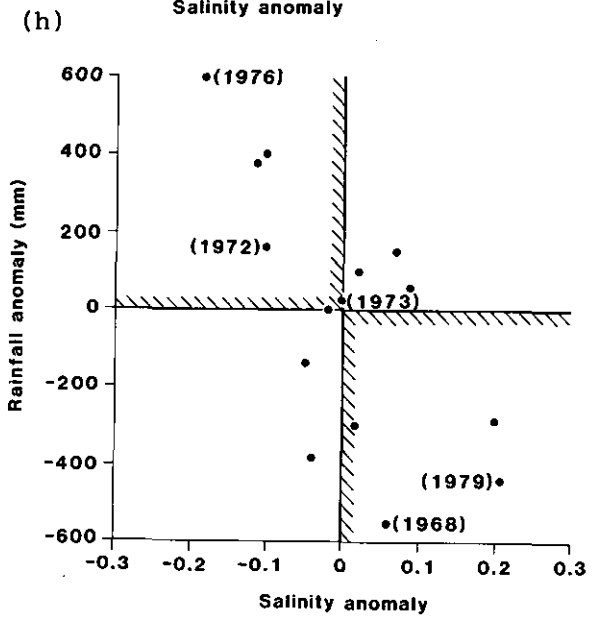 Salinity anomaly
(h)
600
(1976)
400
200
(1972)
(1973)
0
-200
-400
(1979)
(1968)
-600
-0.3 -0.2 -0.1 0 0.1 0.2 0.3
Salinity anomaly
Rainfall anomaly (mm)